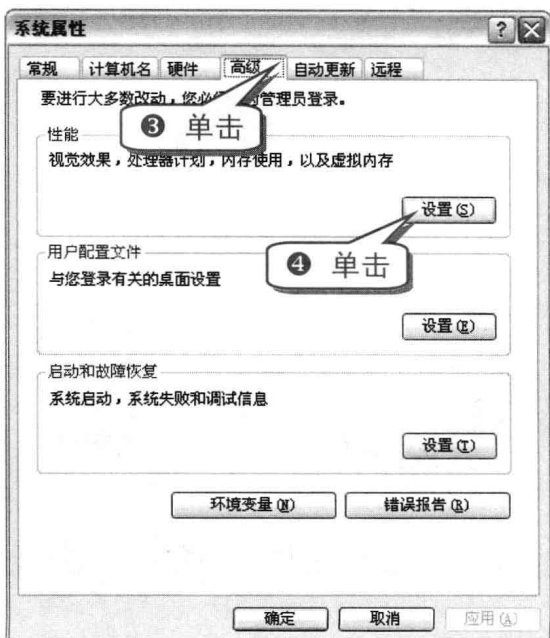 系统属性
常规 计算机名 硬件 高级 自动更新 远程
要进行大多数改动，您必 管理员登录。
❸ 单击
性能
视觉效果，处理器计划，内存使用，以及虚拟内存
设置(S)
❹ 单击
用户配置文件
与您登录有关的桌面设置
设置(E)
启动和故障恢复
系统启动，系统失败和调试信息
设置(T)
环境变量(N) 错误报告(R)
确定 取消 应用(A)